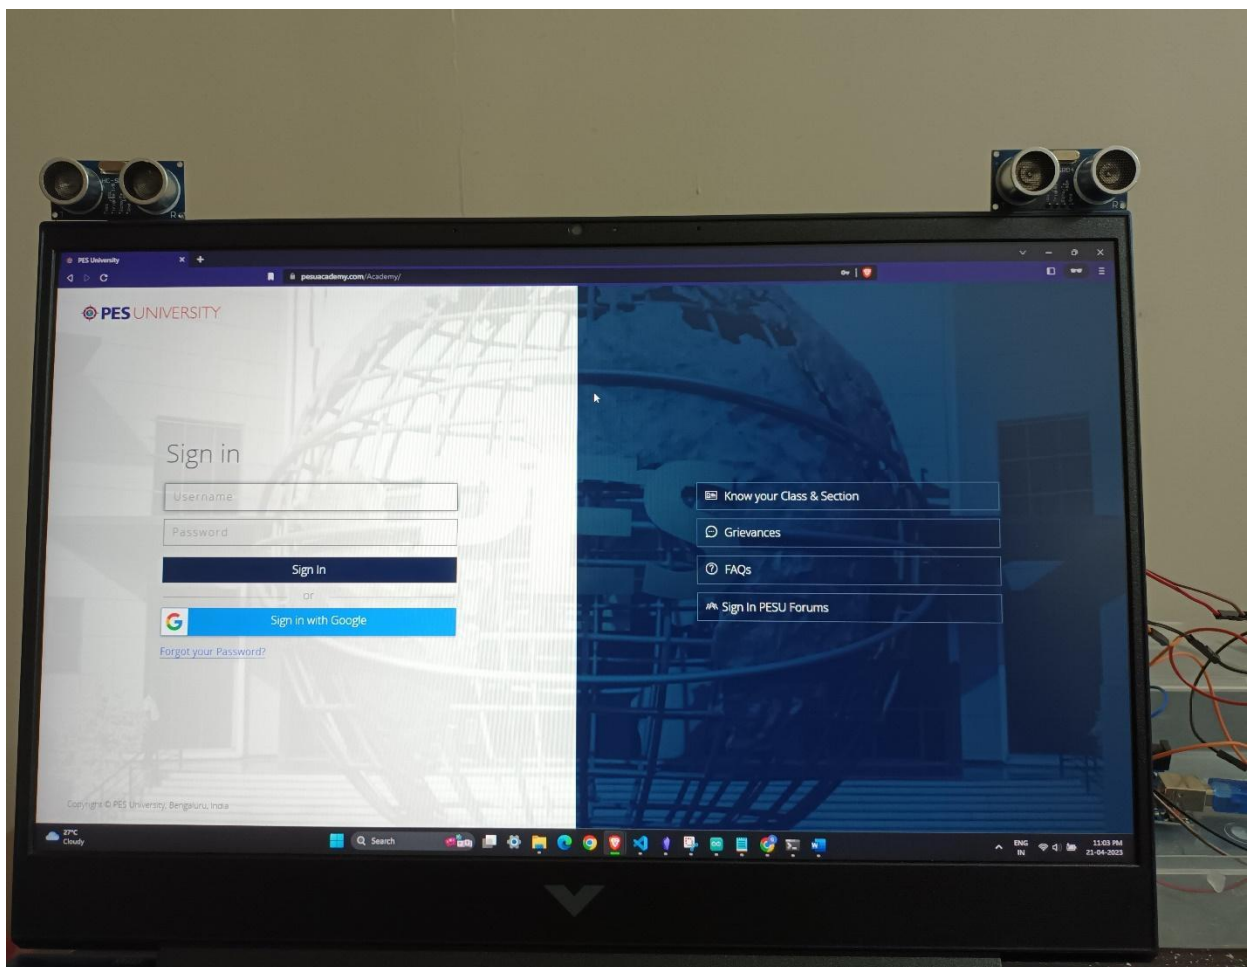 PES University
pesuacademy.com/Academy/
PES UNIVERSITY
Sign in
Username
Password
Sign In
or
Sign in with Google
Forgot your Password?
Know your Class & Section
Grievances
FAQs
Sign In PESU Forums
Copyright © PES University, Bengaluru, India
27°C
Cloudy
Search
ENG
IN
11:03 PM
21-04-2023